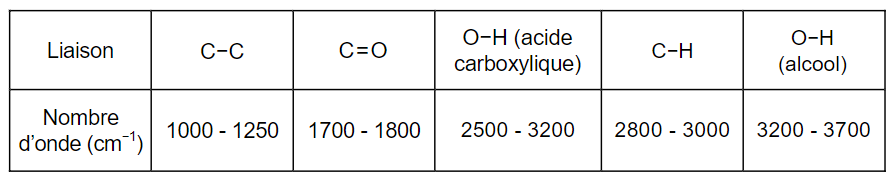 Liaison C−C C=O O−H (acide carboxylique) C−H O−H (alcool)
Nombre d'onde (cm⁻¹) 1000 - 1250 1700 - 1800 2500 - 3200 2800 - 3000 3200 - 3700